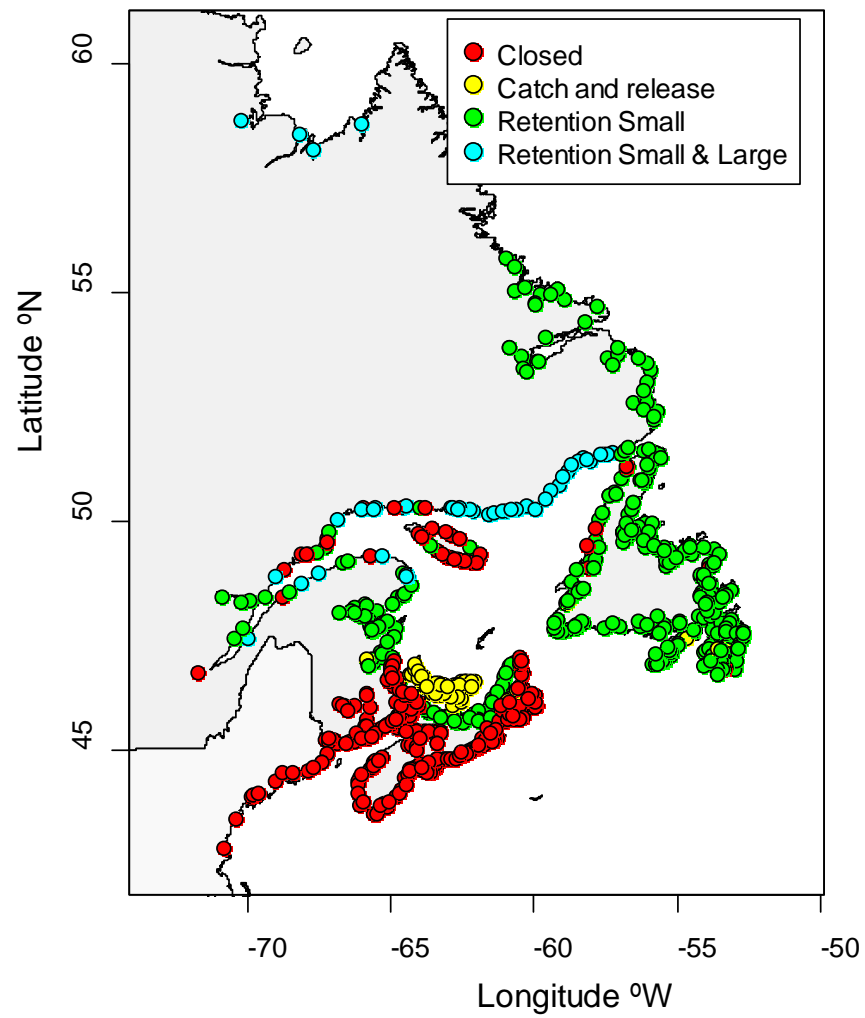 Closed
Catch and release
Retention Small
Retention Small & Large
60
55
50
45
Latitude ºN
-70
-65
-60
-55
-50
Longitude ºW